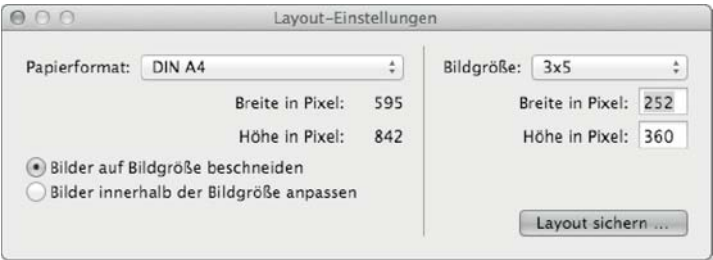 Layout-Einstellungen
Papierformat: DIN A4
Breite in Pixel: 595
Höhe in Pixel: 842
Bilder auf Bildgröße beschneiden
Bilder innerhalb der Bildgröße anpassen
Bildgröße: 3x5
Breite in Pixel: 252
Höhe in Pixel: 360
Layout sichern ...